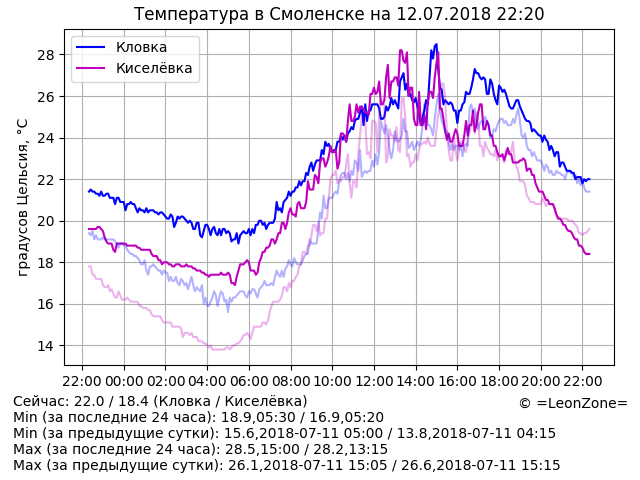 Температура в Смоленске на 12.07.2018 22:20
Кловка
Киселёвка
градусов Цельсия, °C
28
26
24
22
20
18
16
14
22:00 00:00 02:00 04:00 06:00 08:00 10:00 12:00 14:00 16:00 18:00 20:00 22:00
Сейчас: 22.0 / 18.4 (Кловка / Киселёвка)
© =LeonZone=
Min (за последние 24 часа): 18.9,05:30 / 16.9,05:20
Min (за предыдущие сутки): 15.6,2018-07-11 05:00 / 13.8,2018-07-11 04:15
Max (за последние 24 часа): 28.5,15:00 / 28.2,13:15
Max (за предыдущие сутки): 26.1,2018-07-11 15:05 / 26.6,2018-07-11 15:15